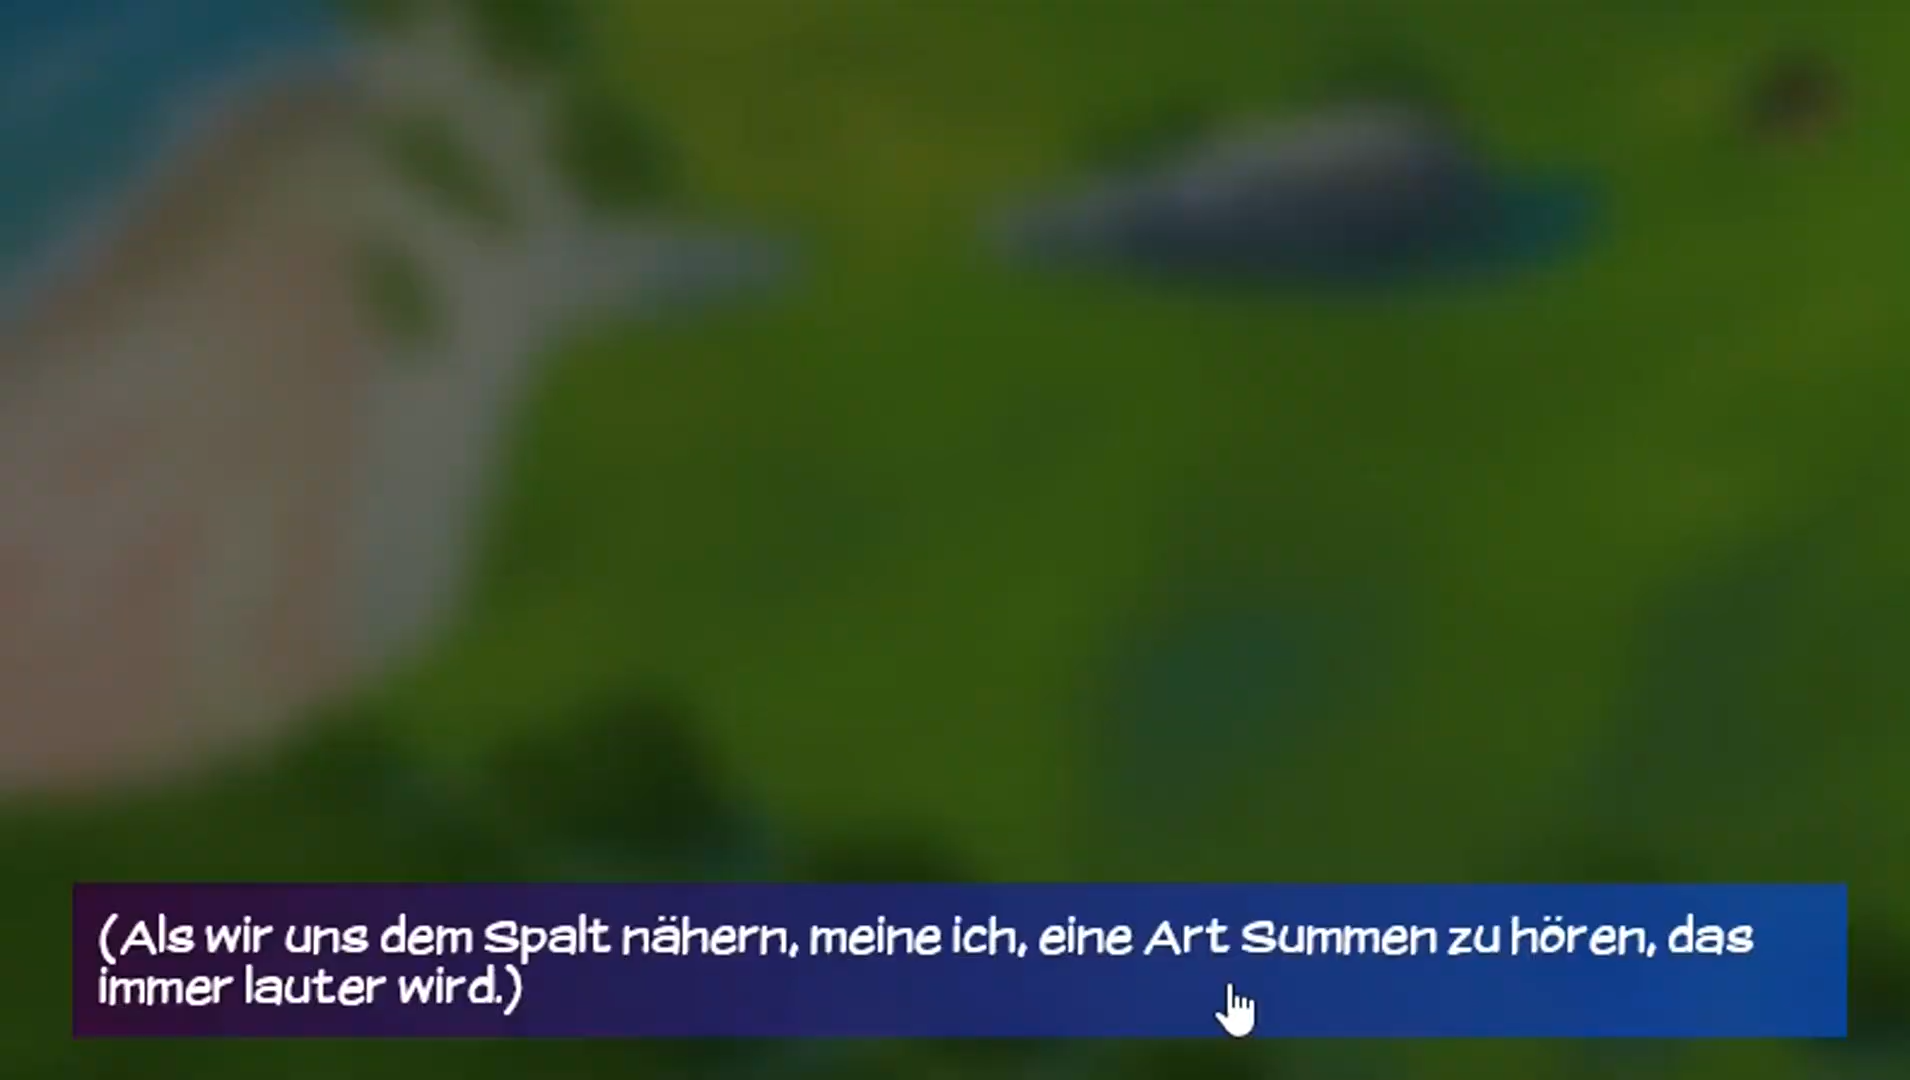 (Als wir uns dem Spalt nähern, meine ich, eine Art Summen zu hören, das
immer lauter wird.)